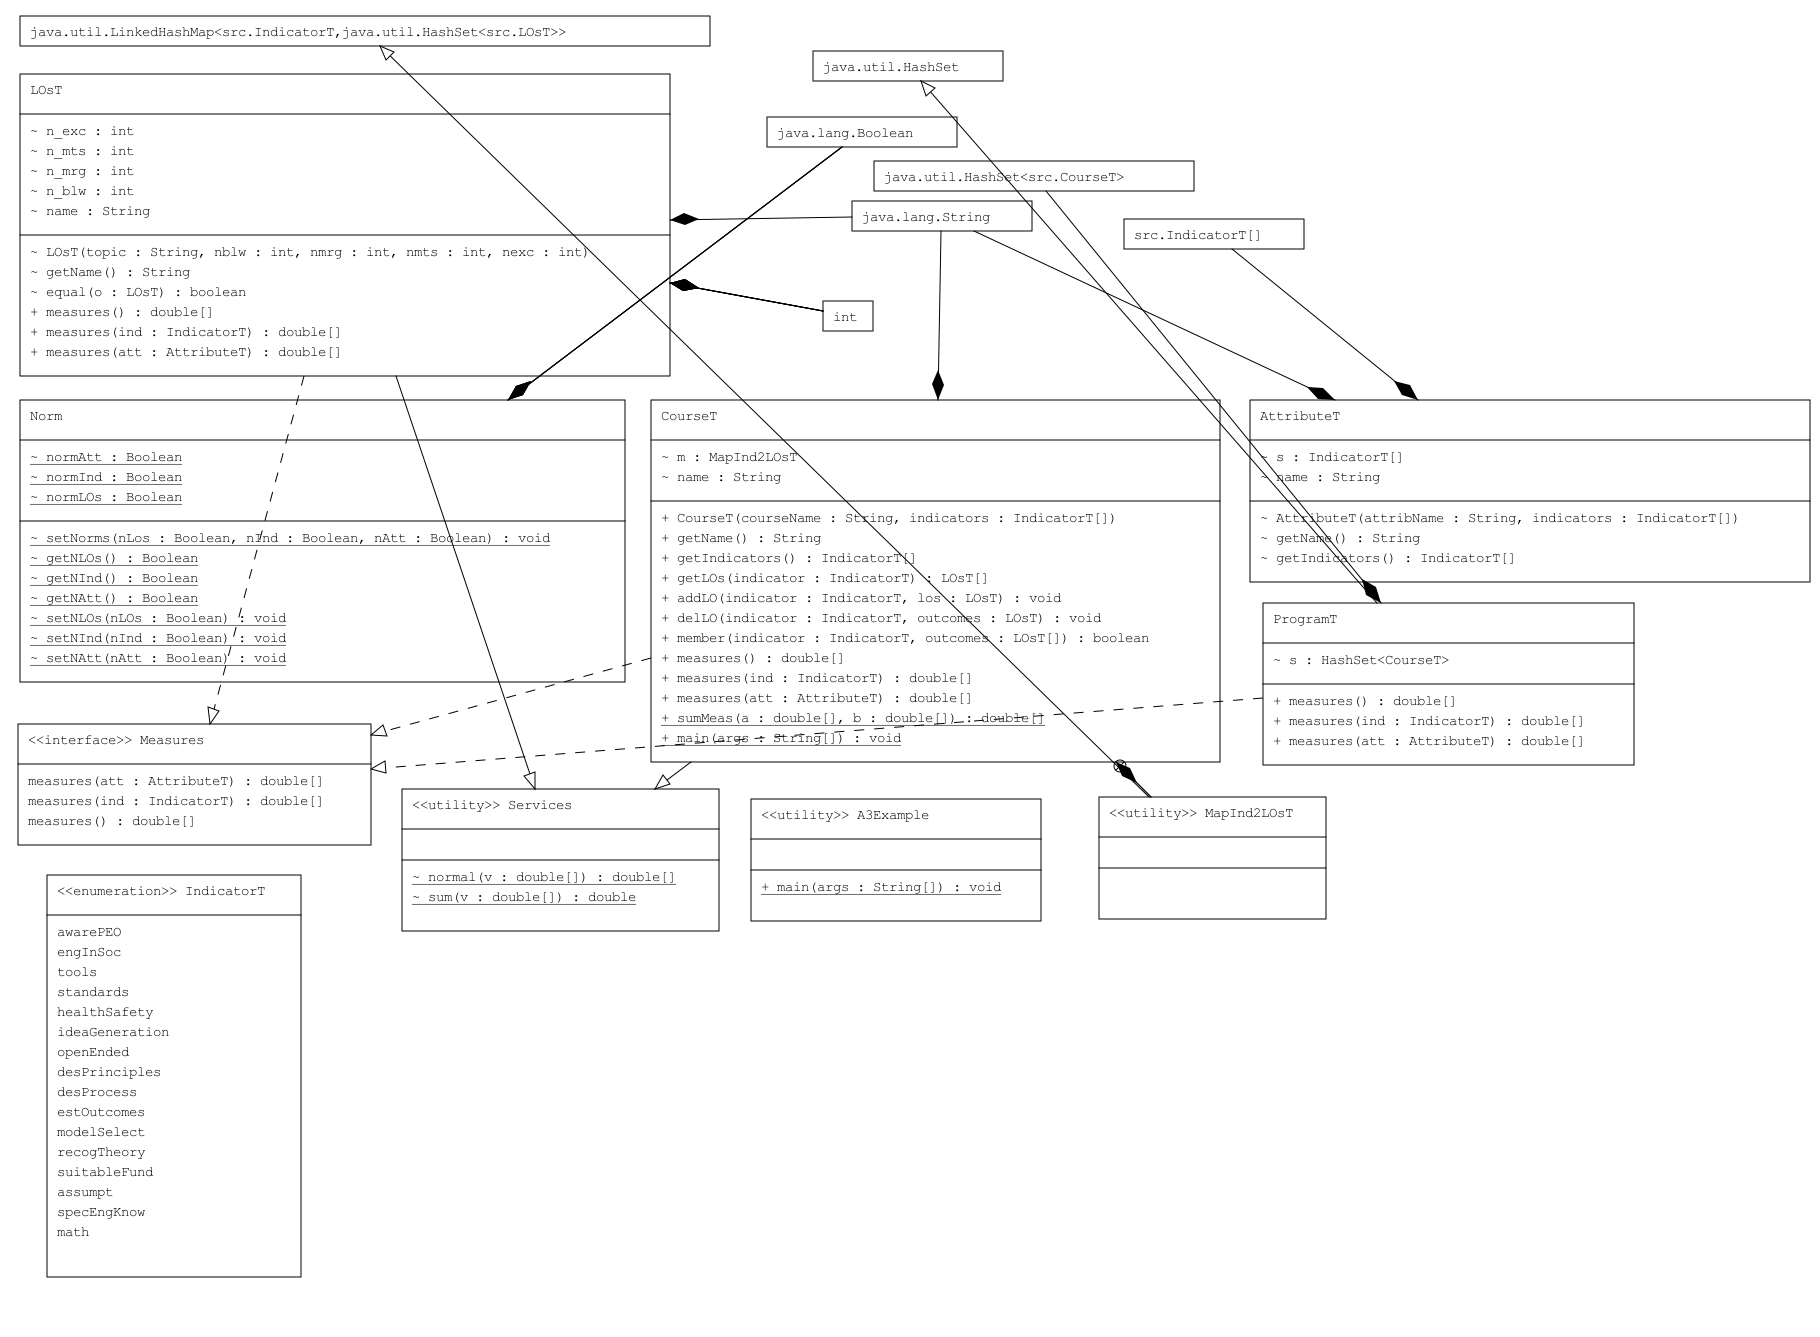 java.util.LinkedHashMap<src.IndicatorT,java.util.HashSet<src.LOsT>>
java.util.HashSet
LOsT
~ n_exc : int
~ n_mts : int
~ n_mrg : int
~ n_blw : int
~ name : String
~ LOsT(topic : String, nblw : int, nmrg : int, nmts : int, nexc : int)
~ getName() : String
~ equal(o : LOsT) : boolean
+ measures() : double[]
+ measures(ind : IndicatorT) : double[]
+ measures(att : AttributeT) : double[]
java.lang.Boolean
java.util.HashSet<src.CourseT>
java.lang.String
src.IndicatorT[]
int
Norm
~ normAtt : Boolean
~ normInd : Boolean
~ normLOs : Boolean
~ setNorms(nLos : Boolean, nInd : Boolean, nAtt : Boolean) : void
~ getNLOs() : Boolean
~ getNInd() : Boolean
~ getNAtt() : Boolean
~ setNLOs(nLOs : Boolean) : void
~ setNInd(nInd : Boolean) : void
~ setNAtt(nAtt : Boolean) : void
CourseT
~ m : MapInd2LOsT
~ name : String
+ CourseT(courseName : String, indicators : IndicatorT[])
+ getName() : String
+ getIndicators() : IndicatorT[]
+ getLOs(indicator : IndicatorT) : LOsT[]
+ addLO(indicator : IndicatorT, los : LOsT) : void
+ delLO(indicator : IndicatorT, outcomes : LOsT) : void
+ member(indicator : IndicatorT, outcomes : LOsT[]) : boolean
+ measures() : double[]
+ measures(ind : IndicatorT) : double[]
+ measures(att : AttributeT) : double[]
+ sumMeas(a : double[], b : double[]) : double[]
+ main(args : String[]) : void
AttributeT
~ s : IndicatorT[]
~ name : String
~ AttributeT(attribName : String, indicators : IndicatorT[])
~ getName() : String
~ getIndicators() : IndicatorT[]
ProgramT
~ s : HashSet<CourseT>
+ measures() : double[]
+ measures(ind : IndicatorT) : double[]
+ measures(att : AttributeT) : double[]
<<interface>> Measures
measures(att : AttributeT) : double[]
measures(ind : IndicatorT) : double[]
measures() : double[]
<<utility>> Services
~ normal(v : double[]) : double[]
~ sum(v : double[]) : double
<<utility>> A3Example
+ main(args : String[]) : void
<<utility>> MapInd2LOsT
<<enumeration>> IndicatorT
awarePEO
engInSoc
tools
standards
healthSafety
ideaGeneration
openEnded
desPrinciples
desProcess
estOutcomes
modelSelect
recogTheory
suitableFund
assumpt
specEngKnow
math